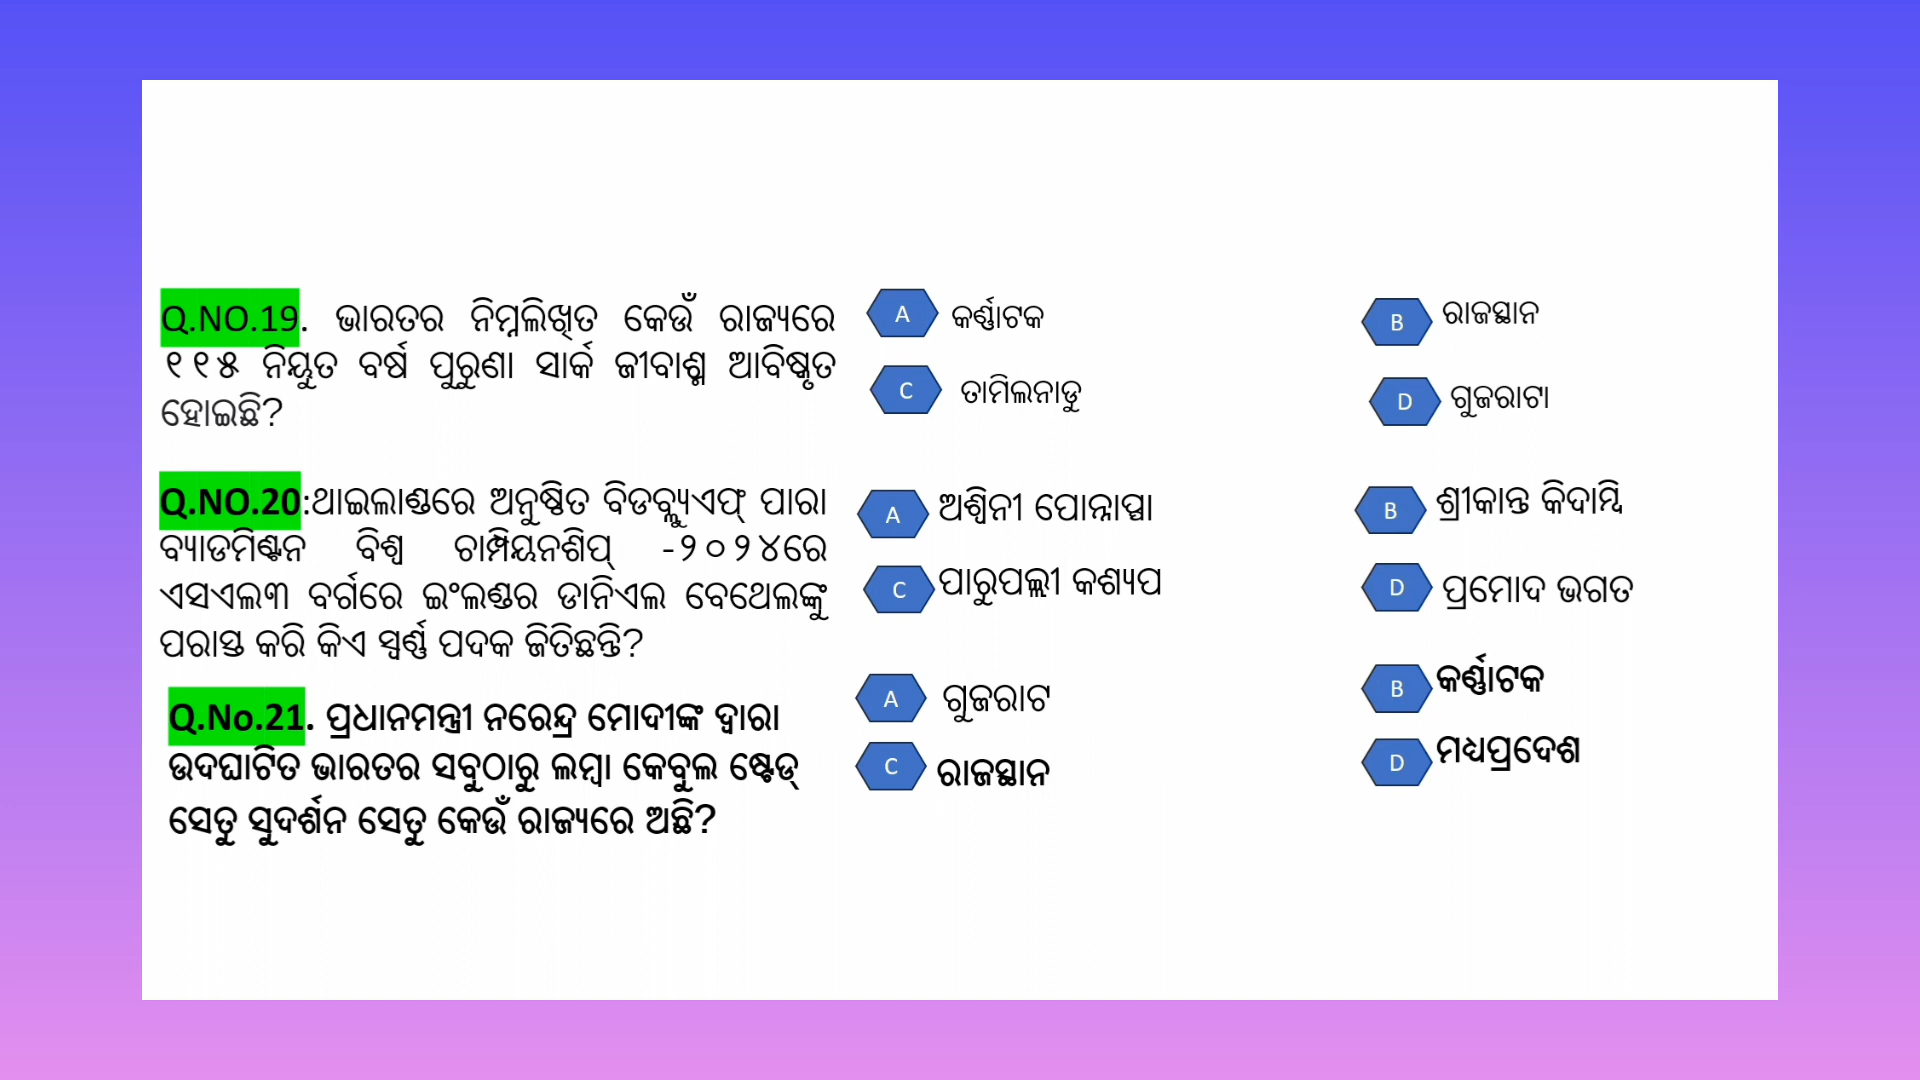 Q.NO.19. ଭାରତର ନିମ୍ନଲିଖିତ କେଉଁ ରାଜ୍ୟରେ
୧୧୫ ନିୟୁତ ବର୍ଷ ପୁରୁଣା ସାର୍କ ଜୀବାଶ୍ମ ଆବିଷ୍କୃତ
ହୋଇଛି?
A କର୍ଣ୍ଣାଟକ
B ରାଜସ୍ଥାନ
C ତାମିଲନାଡୁ
D ଗୁଜରାଟା
Q.NO.20:ଥାଇଲାଣ୍ଡରେ ଅନୁଷ୍ଠିତ ବିଡବ୍ଲ୍ୟୁଏଫ୍ ପାରା
ବ୍ୟାଡମିଣ୍ଟନ ବିଶ୍ୱ ଚାମ୍ପିୟନଶିପ୍ -୨୦୨୪ରେ
ଏସଏଲ୩ ବର୍ଗରେ ଇଂଲଣ୍ଡର ଡାନିଏଲ ବେଥେଲଙ୍କୁ
ପରାସ୍ତ କରି କିଏ ସ୍ୱର୍ଣ୍ଣ ପଦକ ଜିତିଛନ୍ତି?
A ଅଶ୍ୱିନୀ ପୋନ୍ନାପ୍ପା
B ଶ୍ରୀକାନ୍ତ କିଦାମ୍ବି
C ପାରୁପଲ୍ଲୀ କଶ୍ୟପ
D ପ୍ରମୋଦ ଭଗତ
Q.No.21. ପ୍ରଧାନମନ୍ତ୍ରୀ ନରେନ୍ଦ୍ର ମୋଦୀଙ୍କ ଦ୍ୱାରା
ଉଦଘାଟିତ ଭାରତର ସବୁଠାରୁ ଲମ୍ବା କେବୁଲ ଷ୍ଟେଡ୍
ସେତୁ ସୁଦର୍ଶନ ସେତୁ କେଉଁ ରାଜ୍ୟରେ ଅଛି?
A ଗୁଜରାଟ
B କର୍ଣ୍ଣାଟକ
C ରାଜସ୍ଥାନ
D ମଧ୍ୟପ୍ରଦେଶ